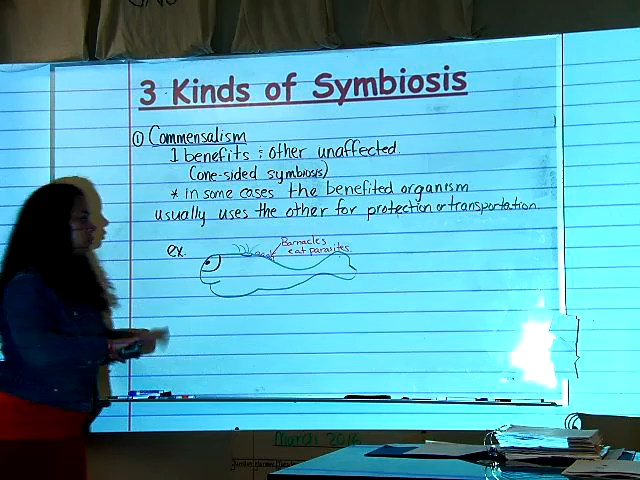 3 Kinds of Symbiosis
① Commensalism
1 benefits ; other unaffected.
(one-sided symbiosis)
* in some cases the benefited organism
usually uses the other for protection or transportation.
ex.
Barnacles
eat parasites
March 2016